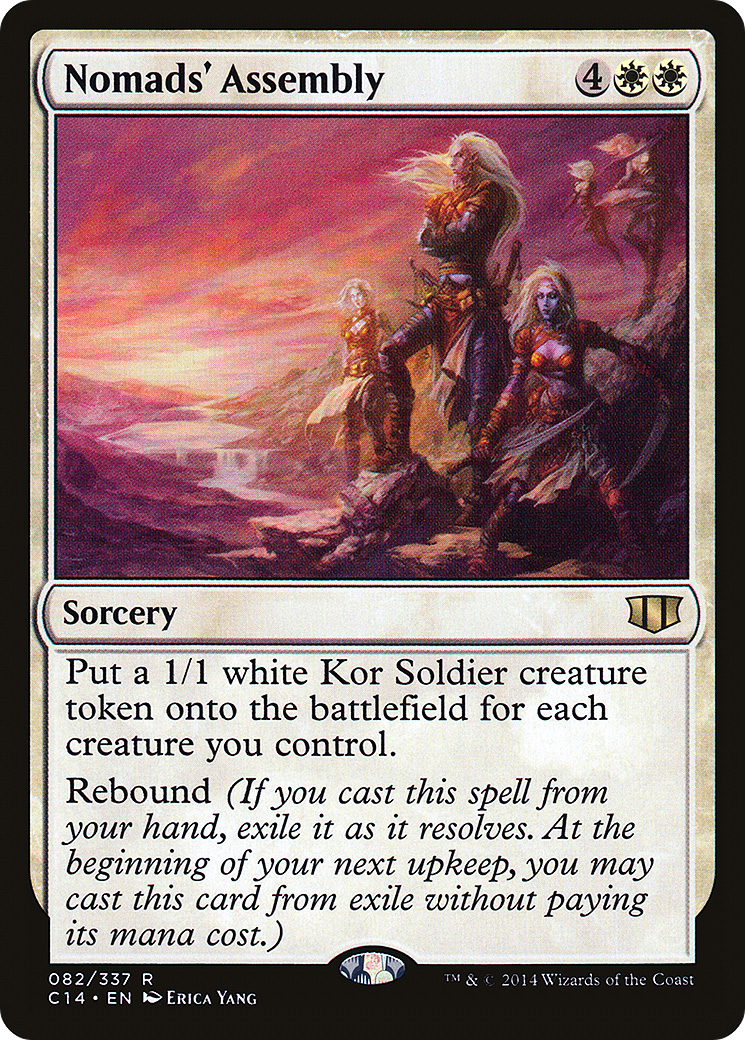 Nomads' Assembly 4
Sorcery
Put a 1/1 white Kor Soldier creature
token onto the battlefield for each
creature you control.
Rebound (If you cast this spell from
your hand, exile it as it resolves. At the
beginning of your next upkeep, you may
cast this card from exile without paying
its mana cost.)
082/337 R
C14 • EN Erica Yang
™ & © 2014 Wizards of the Coast